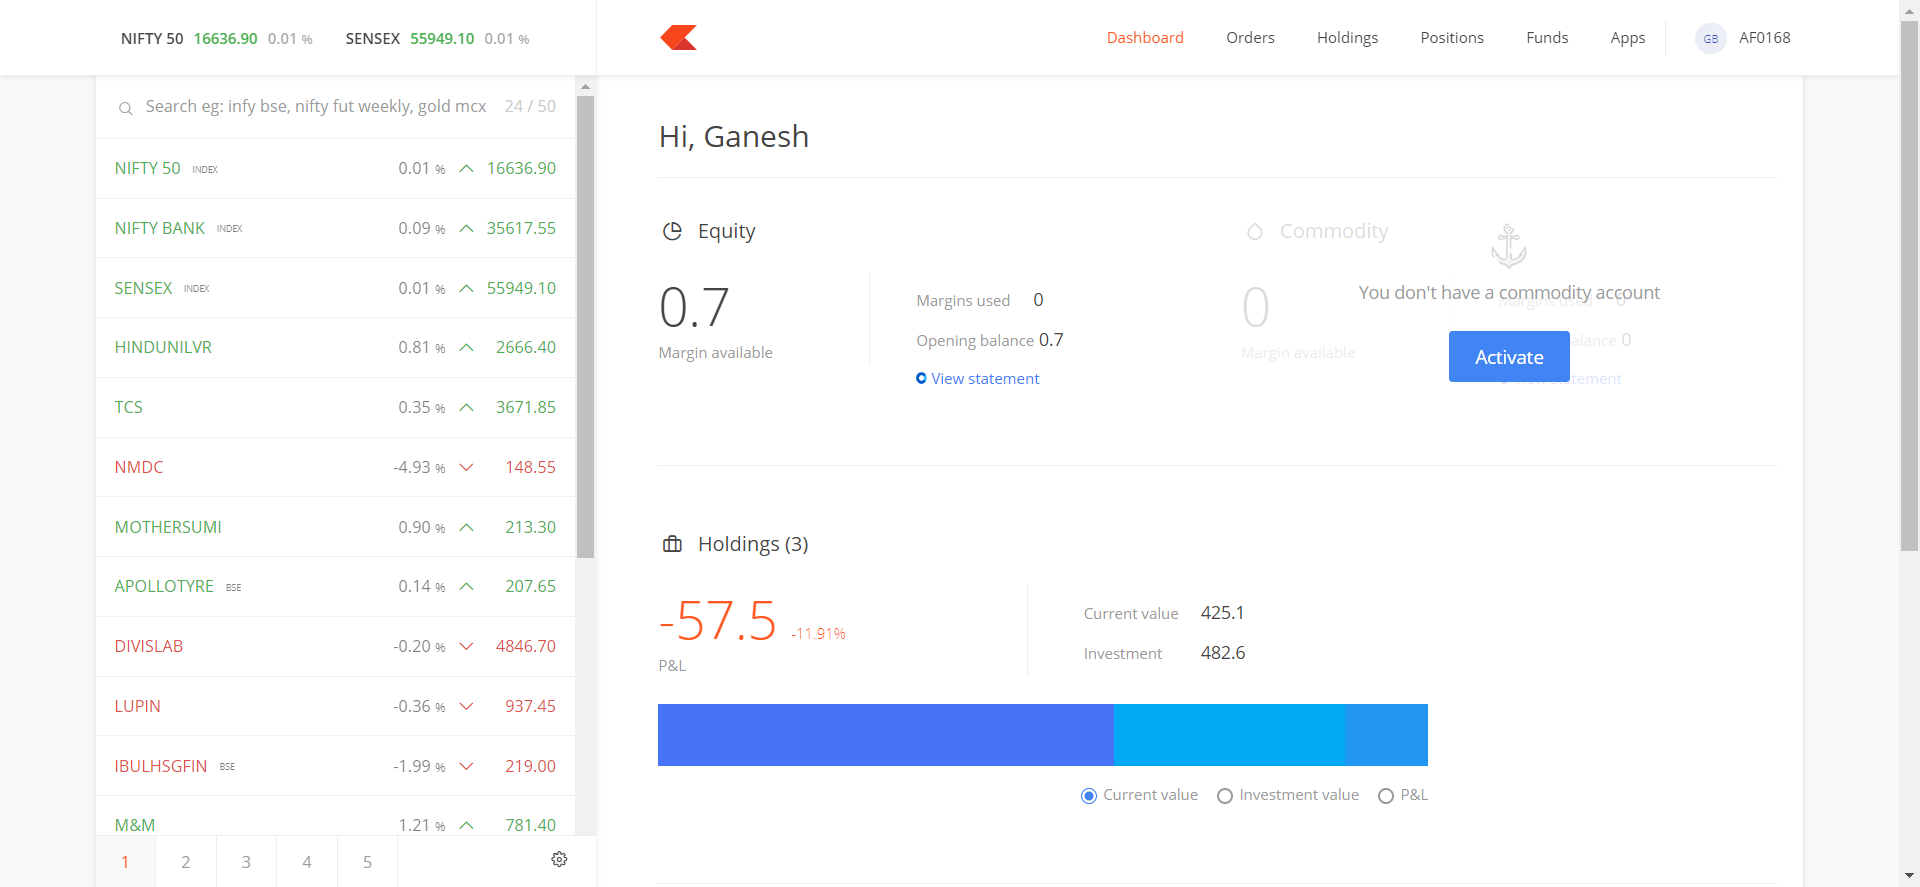 NIFTY 50 16636.90 0.01 % SENSEX 55949.10 0.01 %
Dashboard Orders Holdings Positions Funds Apps GB AF0168
Search eg: infy bse, nifty fut weekly, gold mcx 24 / 50
NIFTY 50 INDEX 0.01 % 16636.90
NIFTY BANK INDEX 0.09 % 35617.55
SENSEX INDEX 0.01 % 55949.10
HINDUNILVR 0.81 % 2666.40
TCS 0.35 % 3671.85
NMDC -4.93 % 148.55
MOTHERSUMI 0.90 % 213.30
APOLLOTYRE BSE 0.14 % 207.65
DIVISLAB -0.20 % 4846.70
LUPIN -0.36 % 937.45
IBULHSGFIN BSE -1.99 % 219.00
M&M 1.21 % 781.40
1 2 3 4 5
Hi, Ganesh
Equity
0.7
Margin available
Margins used 0
Opening balance 0.7
View statement
Commodity
0
Margin available
You don't have a commodity account
Margins used 0
Activate
alance 0
tement
Holdings (3)
-57.5 -11.91%
P&L
Current value 425.1
Investment 482.6
Current value Investment value P&L